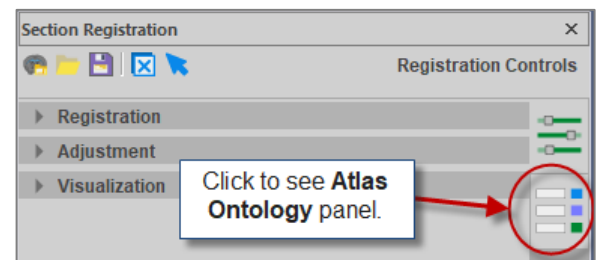 Section Registration
Registration Controls
Registration
Adjustment
Visualization
Click to see Atlas
Ontology panel.